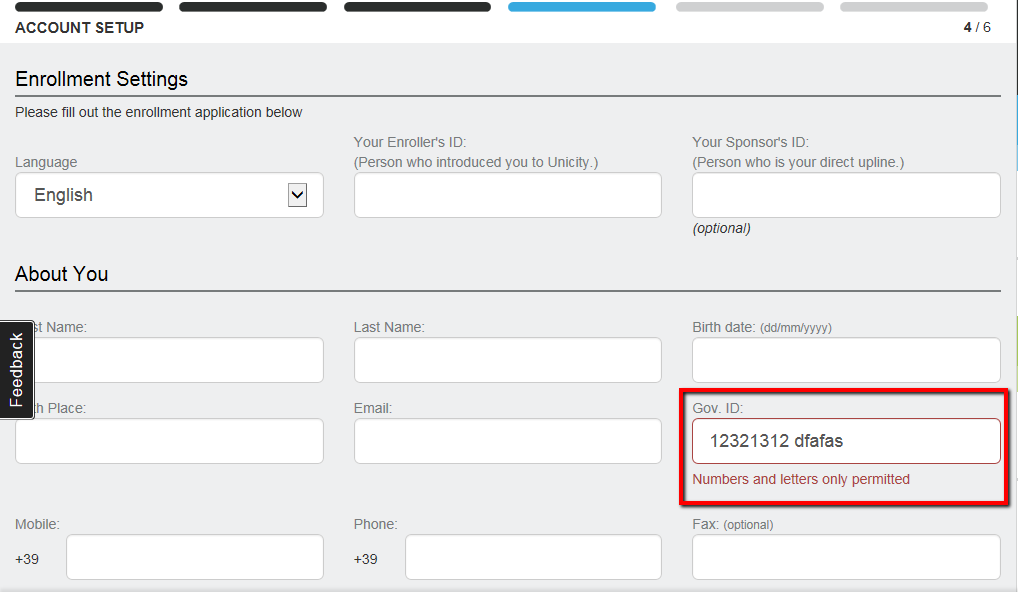 ACCOUNT SETUP
4 / 6
Enrollment Settings
Please fill out the enrollment application below
Language
Your Enroller's ID:
(Person who introduced you to Unicity.)
Your Sponsor's ID:
(Person who is your direct upline.)
English
(optional)
About You
st Name:
Last Name:
Birth date: (dd/mm/yyyy)
Feedback
th Place:
Email:
Gov. ID:
12321312 dfafas
Numbers and letters only permitted
Mobile:
Phone:
Fax: (optional)
+39
+39